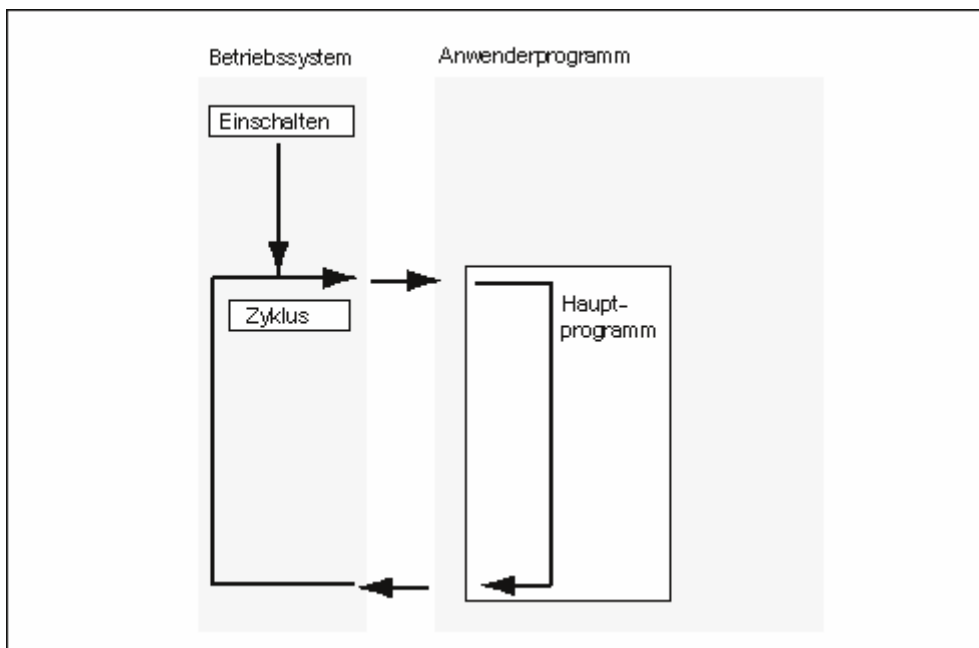 Betriebssystem
Anwenderprogramm
Einschalten
Zyklus
Haupt-
programm